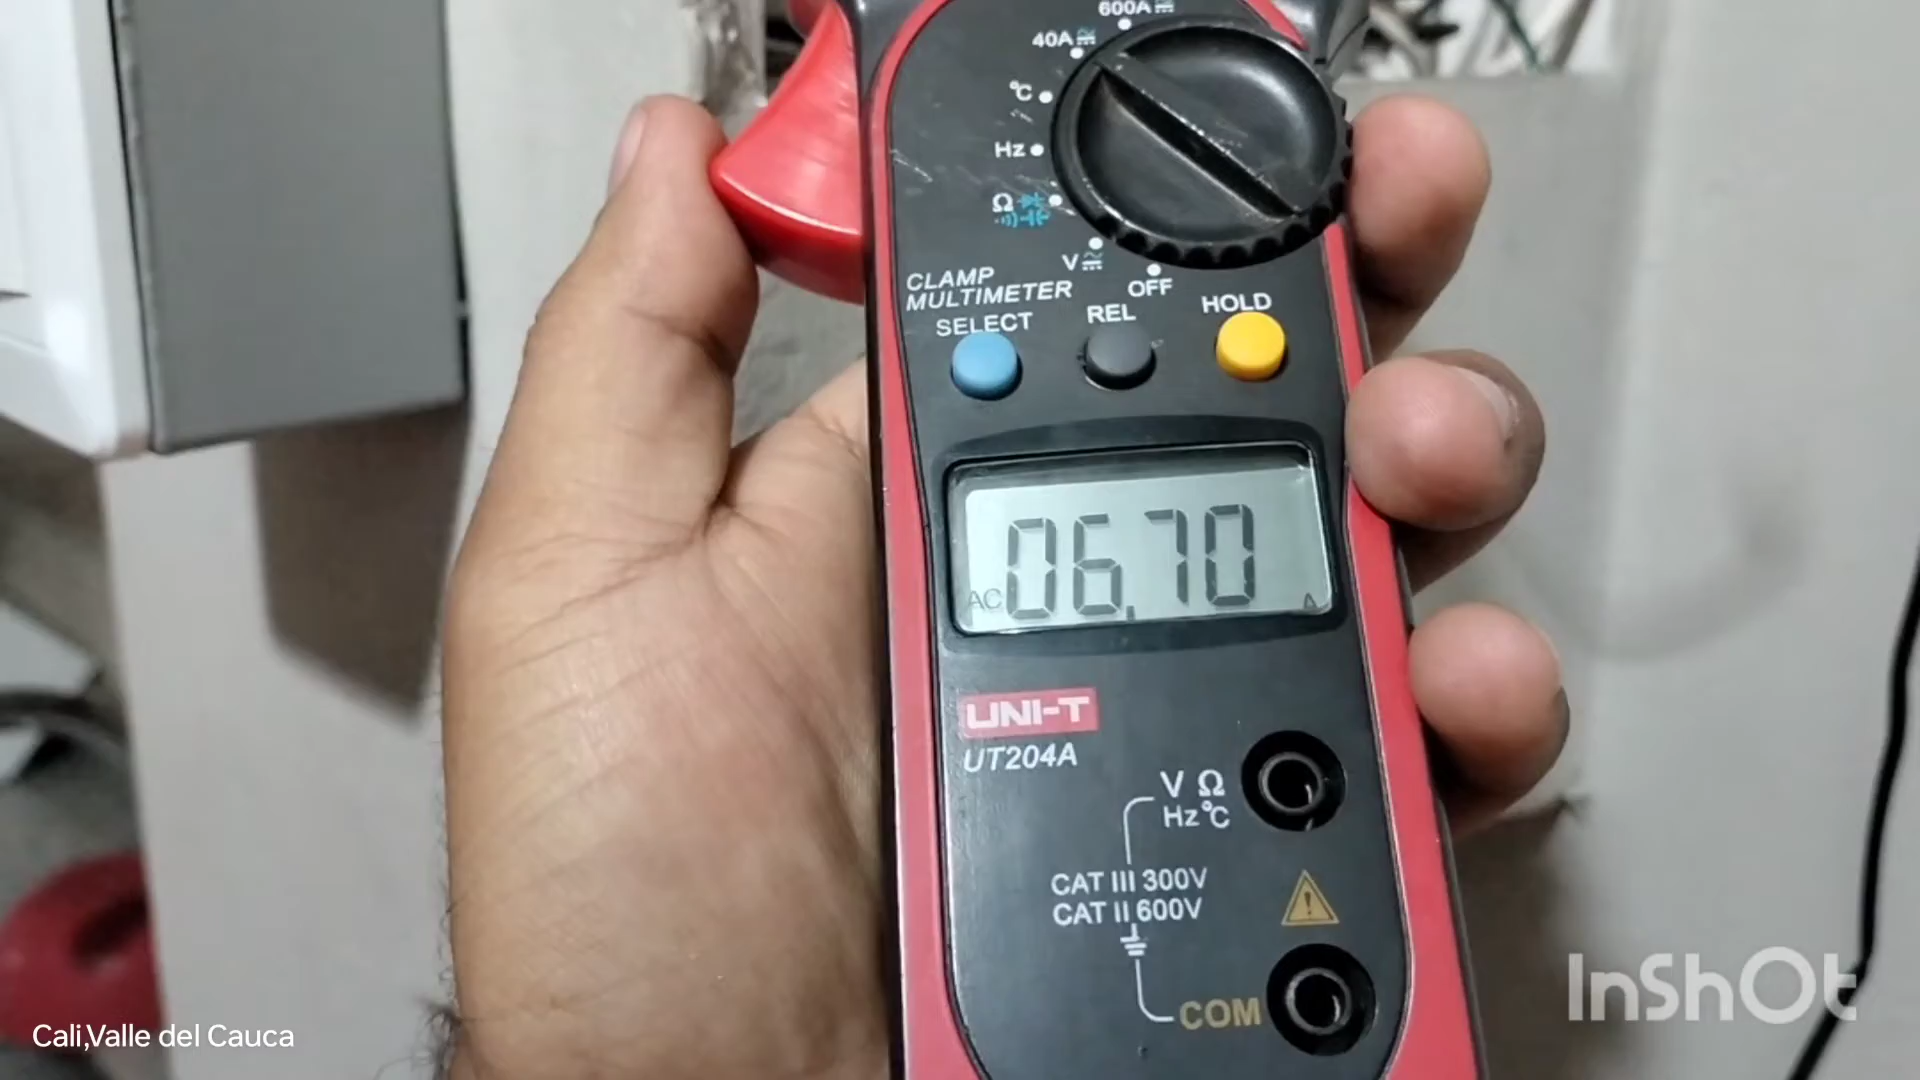 600A
40A
°C
Hz
Ω
V
OFF
CLAMP
MULTIMETER
SELECT
REL
HOLD
AC 06.70 A
UNI-T
UT204A
V Ω
Hz°C
CAT III 300V
CAT II 600V
COM
InShOt
Cali,Valle del Cauca